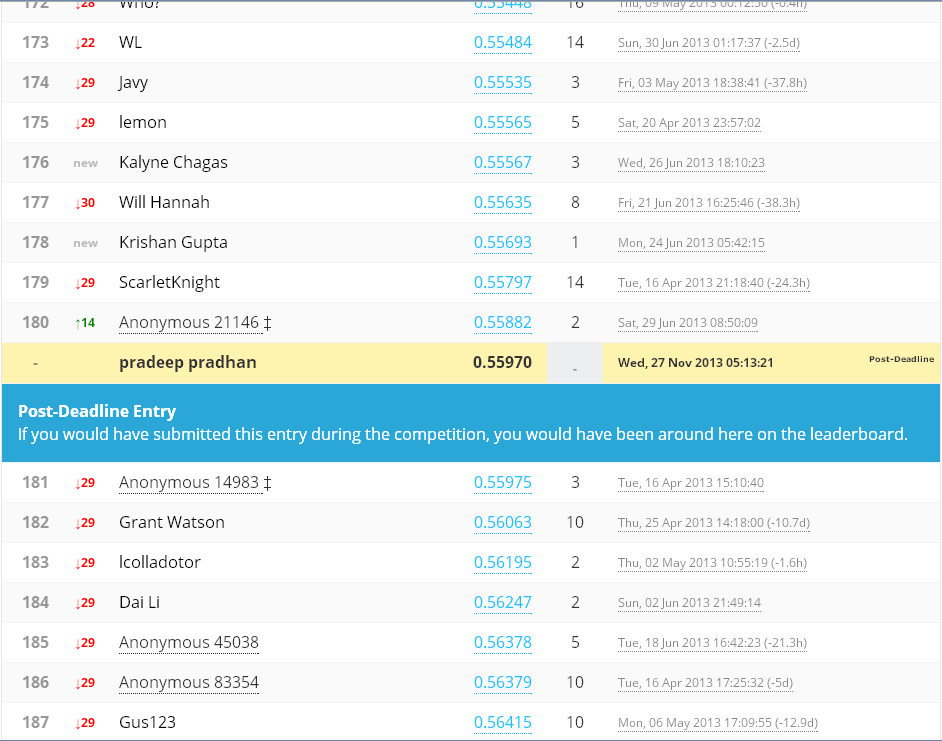 172 ↓28 Who? 0.55448 16 Thu, 09 May 2013 00:12:50 (-0.4h)
173 ↓22 WL 0.55484 14 Sun, 30 Jun 2013 01:17:37 (-2.5d)
174 ↓29 Javy 0.55535 3 Fri, 03 May 2013 18:38:41 (-37.8h)
175 ↓29 lemon 0.55565 5 Sat, 20 Apr 2013 23:57:02
176 new Kalyne Chagas 0.55567 3 Wed, 26 Jun 2013 18:10:23
177 ↓30 Will Hannah 0.55635 8 Fri, 21 Jun 2013 16:25:46 (-38.3h)
178 new Krishan Gupta 0.55693 1 Mon, 24 Jun 2013 05:42:15
179 ↓29 ScarletKnight 0.55797 14 Tue, 16 Apr 2013 21:18:40 (-24.3h)
180 ↑14 Anonymous 21146 ‡ 0.55882 2 Sat, 29 Jun 2013 08:50:09
- pradeep pradhan 0.55970 - Wed, 27 Nov 2013 05:13:21 Post-Deadline
Post-Deadline Entry
If you would have submitted this entry during the competition, you would have been around here on the leaderboard.
181 ↓29 Anonymous 14983 ‡ 0.55975 3 Tue, 16 Apr 2013 15:10:40
182 ↓29 Grant Watson 0.56063 10 Thu, 25 Apr 2013 14:18:00 (-10.7d)
183 ↓29 lcolladotor 0.56195 2 Thu, 02 May 2013 10:55:19 (-1.6h)
184 ↓29 Dai Li 0.56247 2 Sun, 02 Jun 2013 21:49:14
185 ↓29 Anonymous 45038 0.56378 5 Tue, 18 Jun 2013 16:42:23 (-21.3h)
186 ↓29 Anonymous 83354 0.56379 10 Tue, 16 Apr 2013 17:25:32 (-5d)
187 ↓29 Gus123 0.56415 10 Mon, 06 May 2013 17:09:55 (-12.9d)